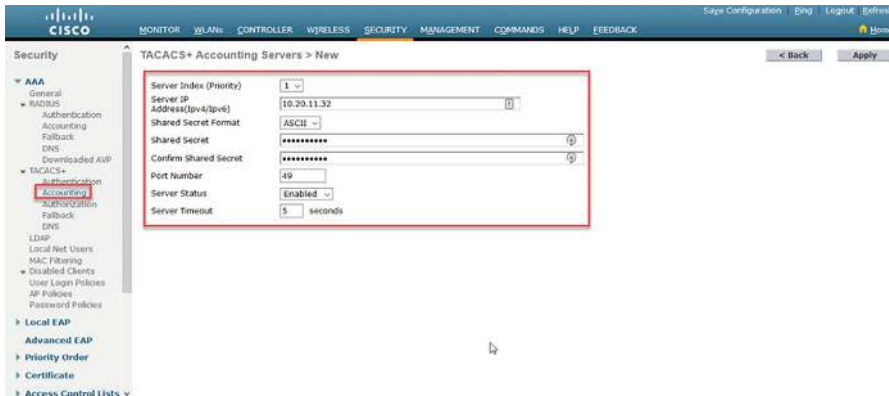 Save Configuration Ping Logout Refres
CISCO
MONITOR WLANs CONTROLLER WIRELESS SECURITY MANAGEMENT COMMANDS HELP FEEDBACK
Hom
Security
TACACS+ Accounting Servers > New
< Back
Apply
AAA
General
RADIUS
Authentication
Accounting
Fallback
DNS
Downloaded AVP
TACACS+
Authentication
Accounting
Authorization
Fallback
DNS
LDAP
Local Net Users
MAC Filtering
Disabled Clients
User Login Policies
AP Policies
Password Policies
Local EAP
Advanced EAP
Priority Order
Certificate
Access Control Lists
Server Index (Priority) 1
Server IP
Address(Ipv4/Ipv6) 10.20.11.32
Shared Secret Format ASCII
Shared Secret ••••••••••
Confirm Shared Secret ••••••••••
Port Number 49
Server Status Enabled
Server Timeout 5 seconds